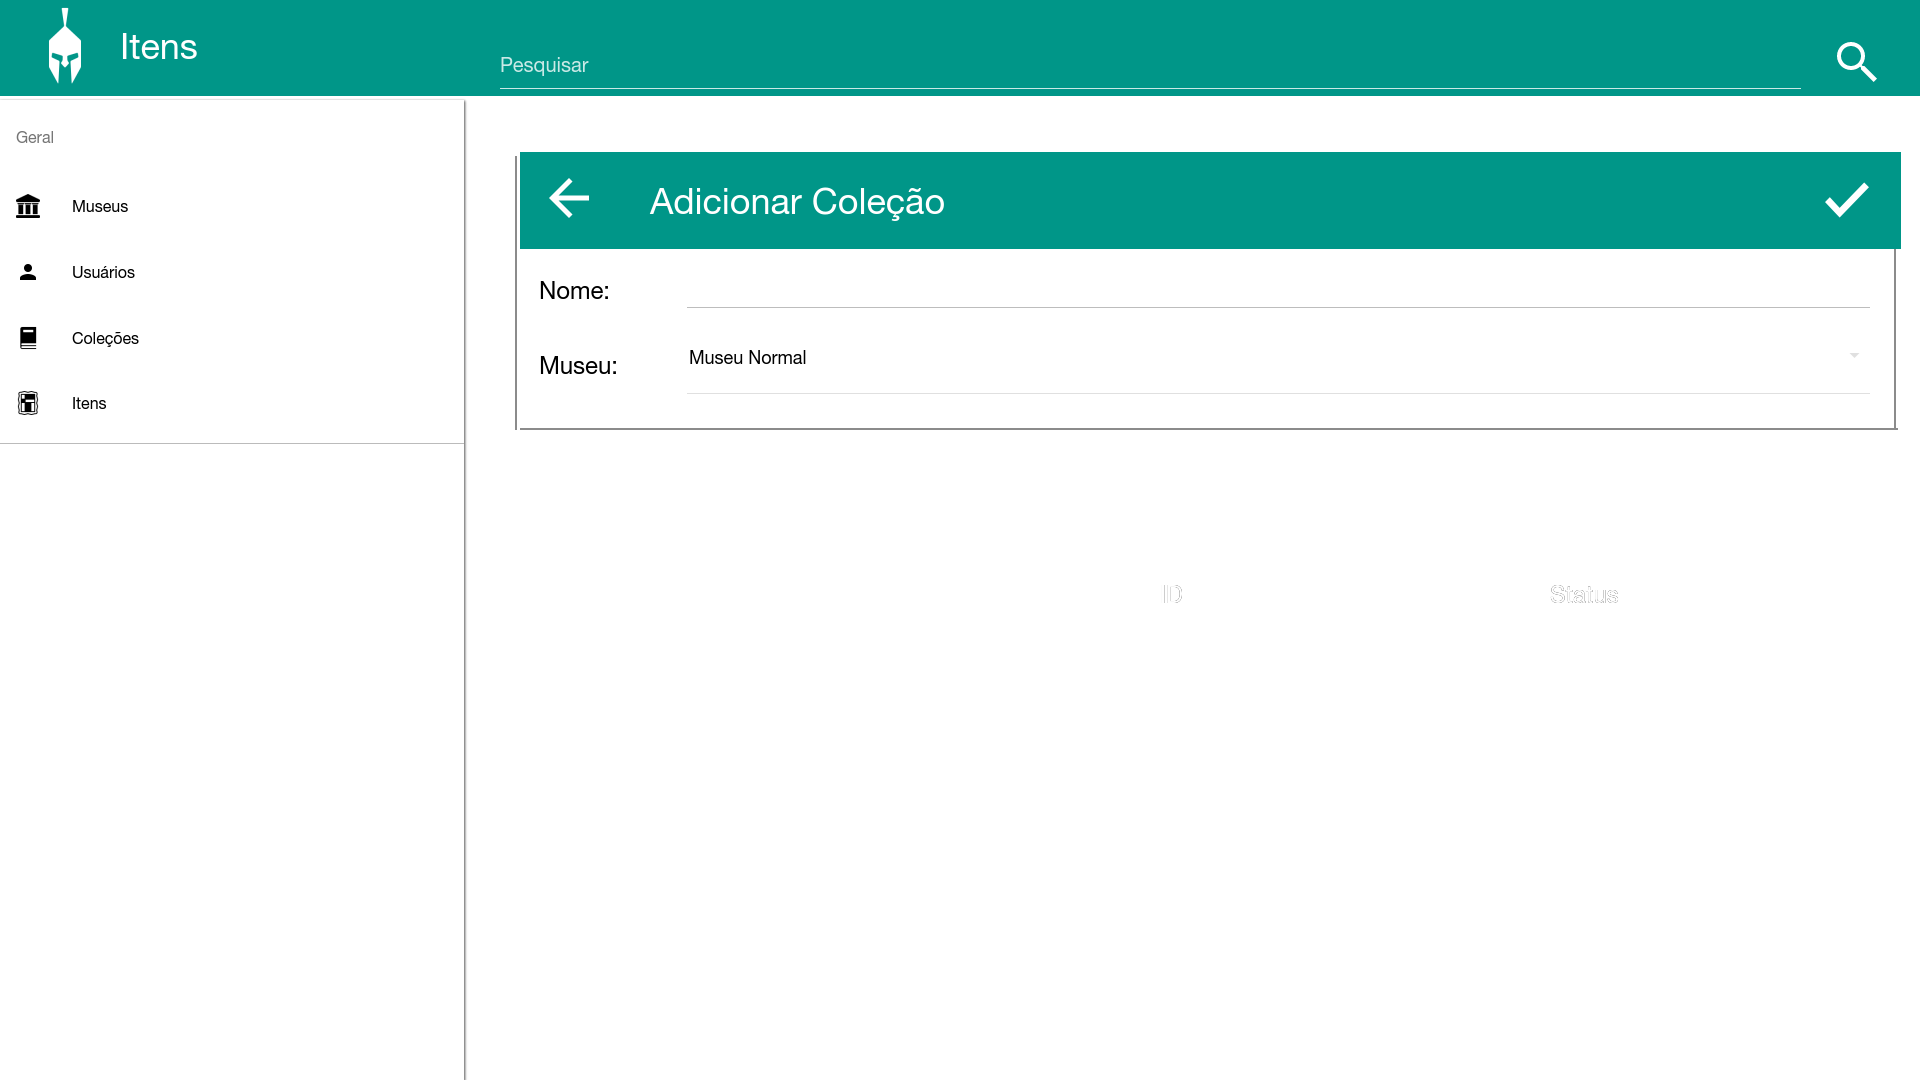 Itens
Pesquisar
Geral
Museus
Usuários
Coleções
Itens
Adicionar Coleção
Nome:
Museu:
Museu Normal
ID
Status